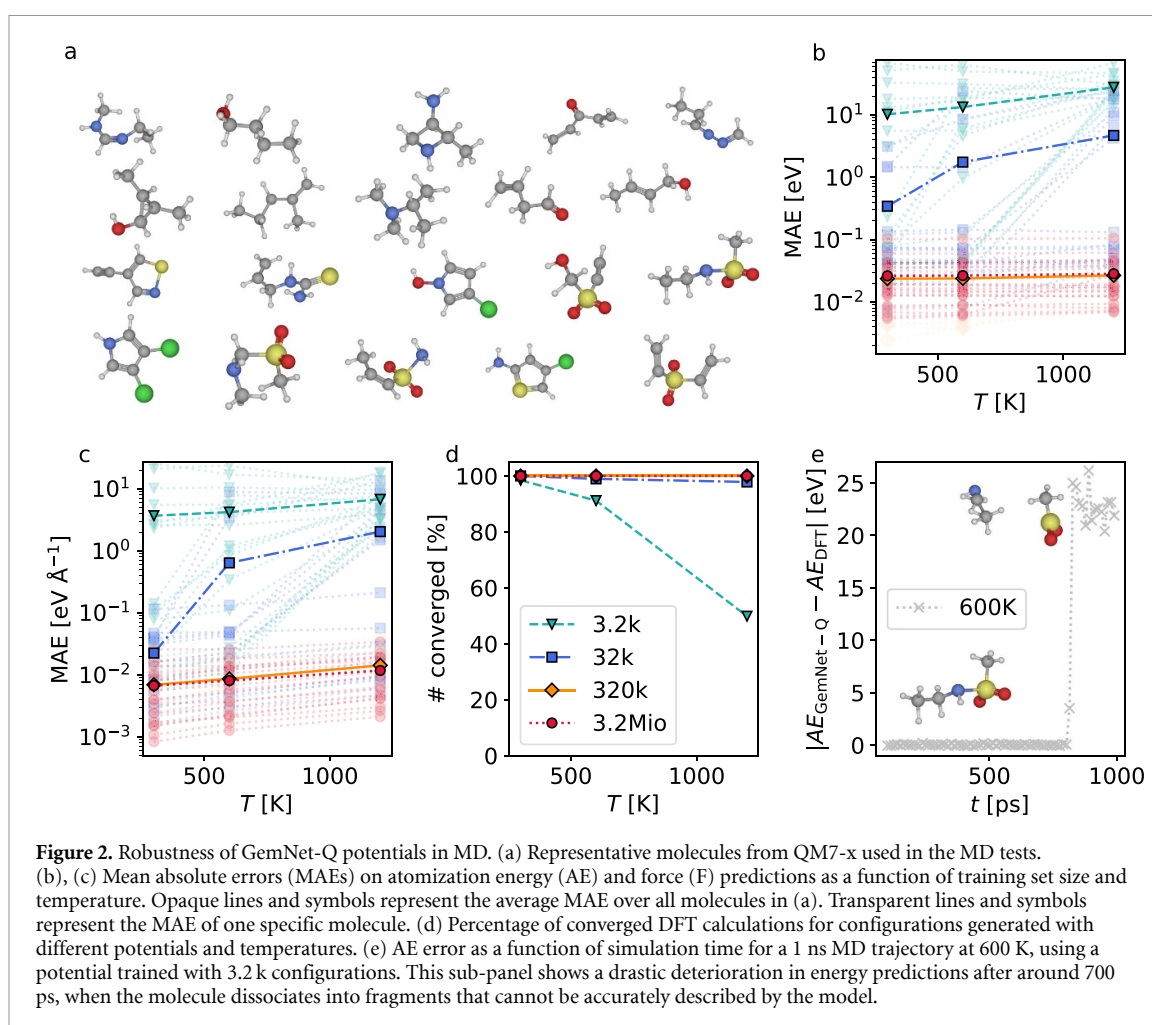 a
b
MAE [eV]
10¹
10⁰
10⁻¹
10⁻²
500
1000
T [K]
c
MAE [eV Å⁻¹]
10¹
10⁰
10⁻¹
10⁻²
10⁻³
500
1000
T [K]
d
# converged [%]
100
80
60
40
20
0
3.2k
32k
320k
3.2Mio
500
1000
T [K]
e
|AE_GemNet-Q − AE_DFT| [eV]
25
20
15
10
5
0
600K
0
500
1000
t [ps]
Figure 2. Robustness of GemNet-Q potentials in MD. (a) Representative molecules from QM7-x used in the MD tests.
(b), (c) Mean absolute errors (MAEs) on atomization energy (AE) and force (F) predictions as a function of training set size and
temperature. Opaque lines and symbols represent the average MAE over all molecules in (a). Transparent lines and symbols
represent the MAE of one specific molecule. (d) Percentage of converged DFT calculations for configurations generated with
different potentials and temperatures. (e) AE error as a function of simulation time for a 1 ns MD trajectory at 600 K, using a
potential trained with 3.2 k configurations. This sub-panel shows a drastic deterioration in energy predictions after around 700
ps, when the molecule dissociates into fragments that cannot be accurately described by the model.